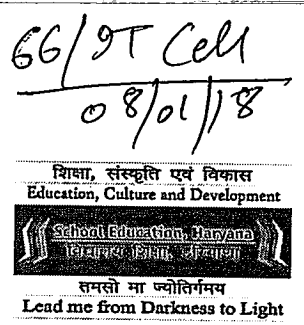 66/IT Cell
08/01/18
शिक्षा, संस्कृति एवं विकास
Education, Culture and Development
School Education, Haryana
विद्यालय शिक्षा, हरियाणा
तमसो मा ज्योतिर्गमय
Lead me from Darkness to Light